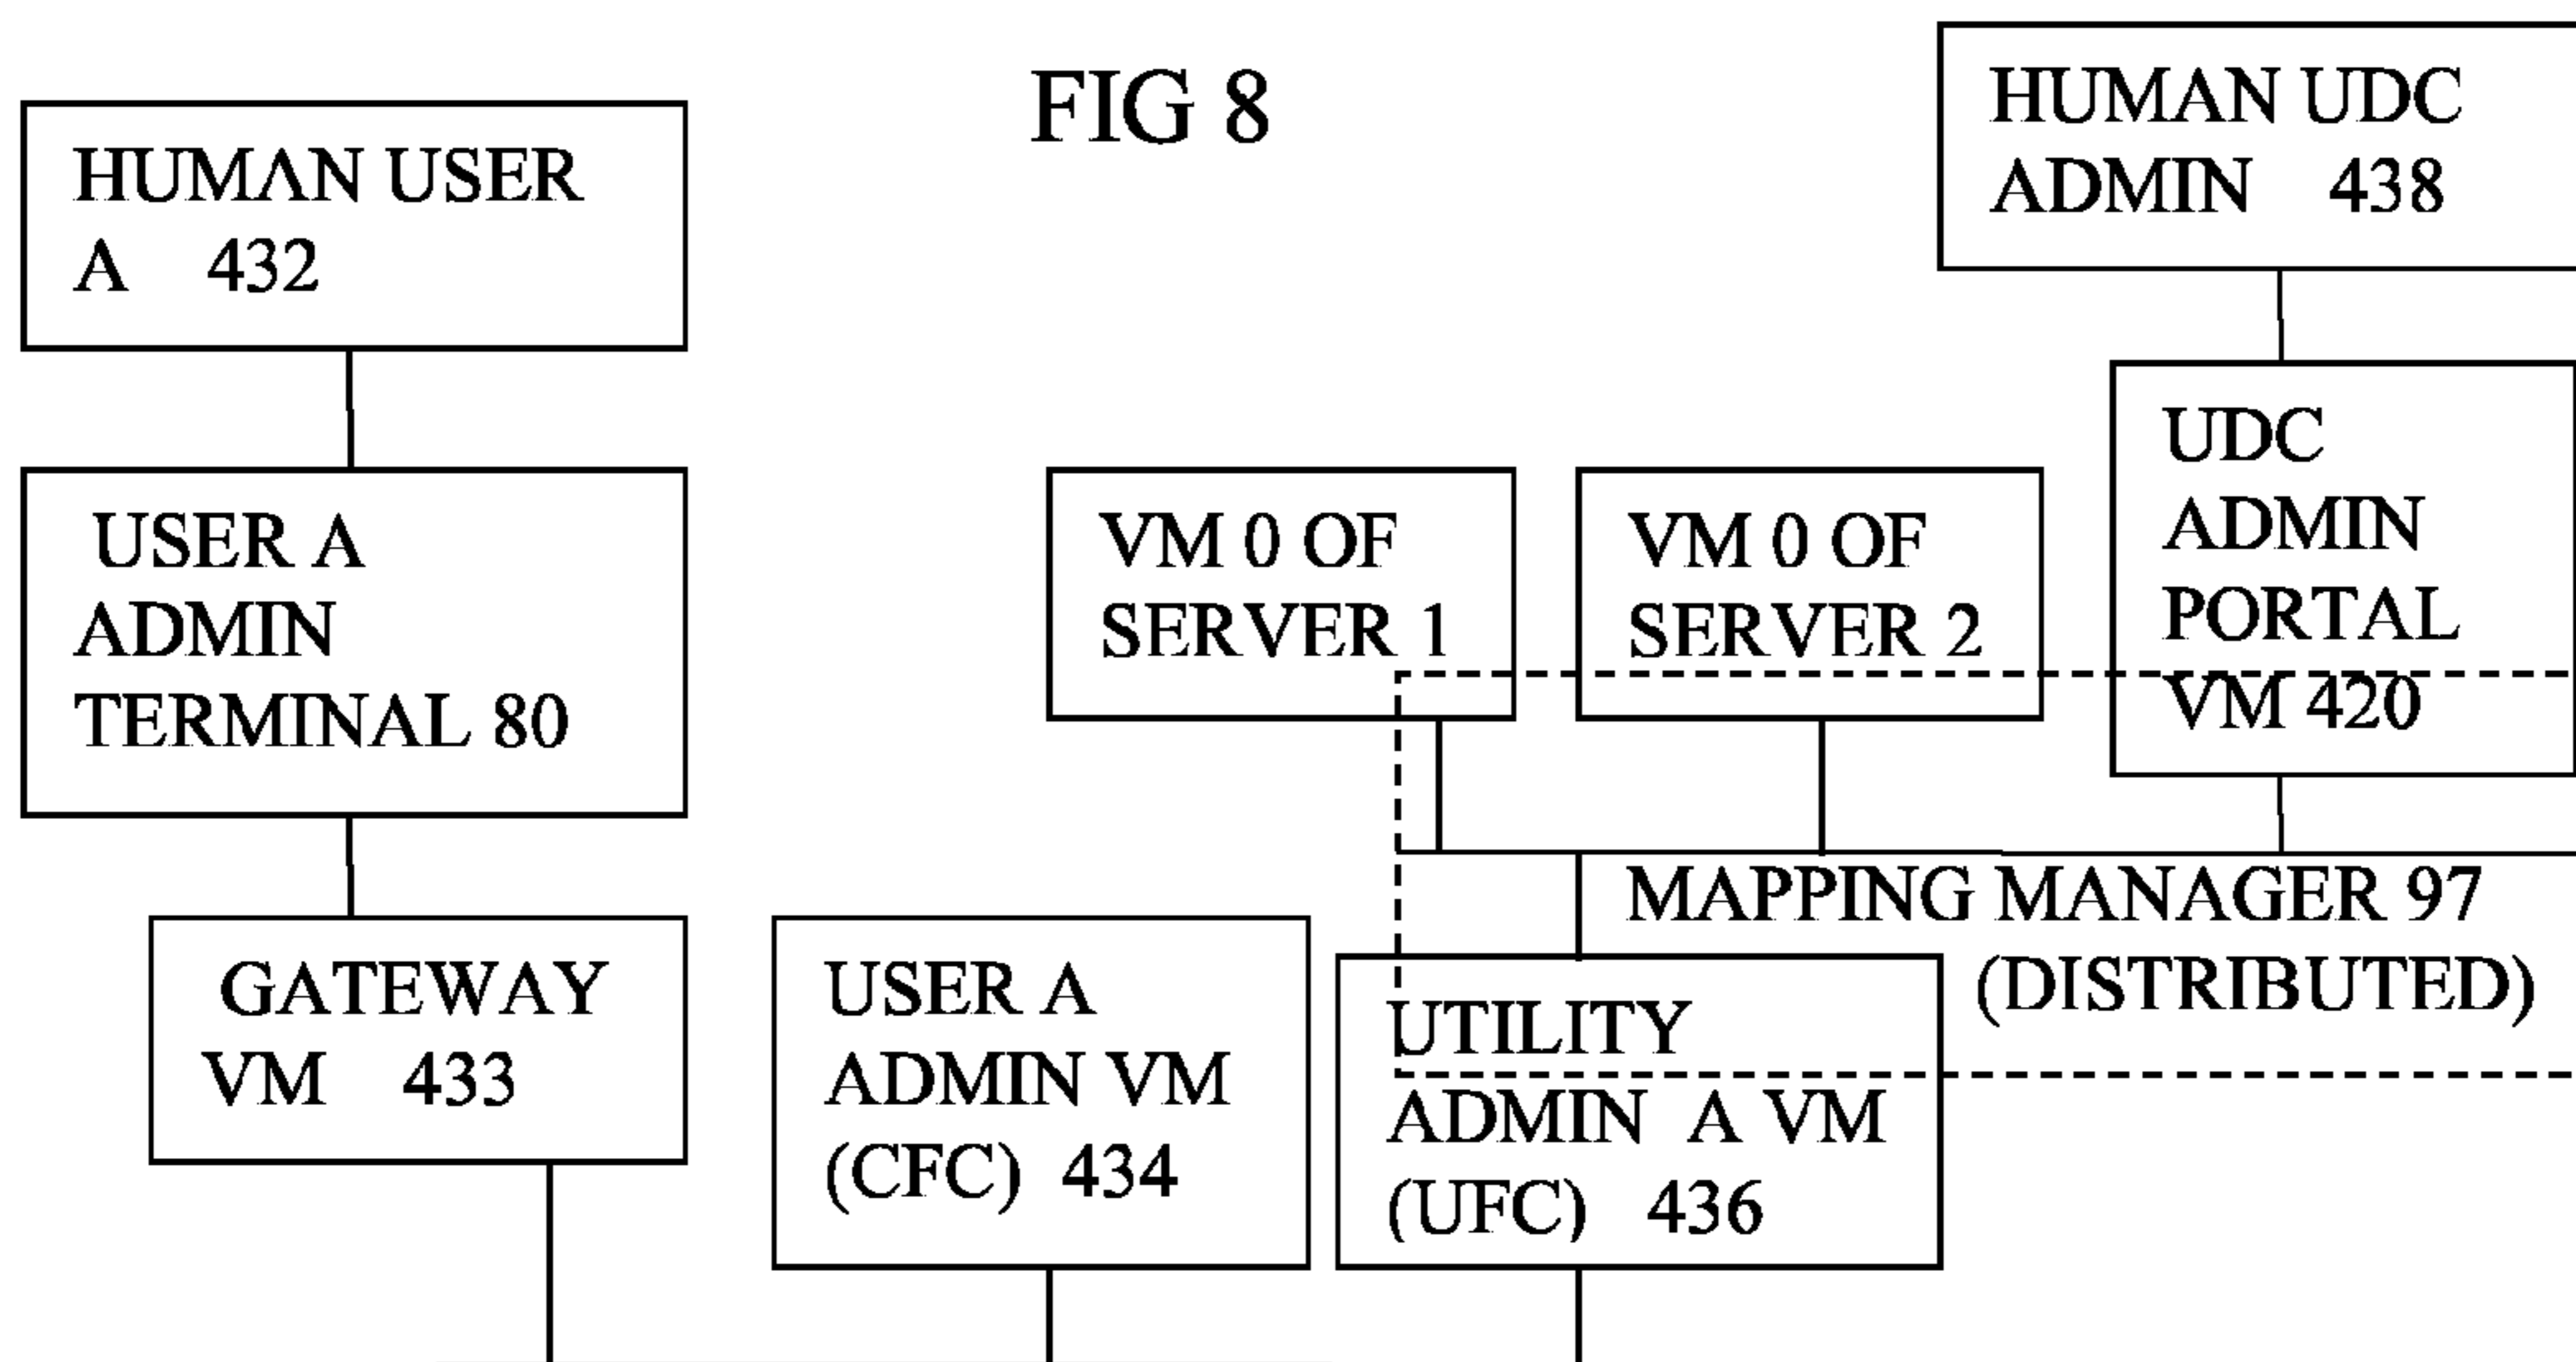 FIG 8
HUMAN USER
A 432
HUMAN UDC
ADMIN 438
USER A
ADMIN
TERMINAL 80
VM 0 OF
SERVER 1
VM 0 OF
SERVER 2
UDC
ADMIN
PORTAL
VM 420
MAPPING MANAGER 97
(DISTRIBUTED)
GATEWAY
VM 433
USER A
ADMIN VM
(CFC) 434
UTILITY
ADMIN A VM
(UFC) 436